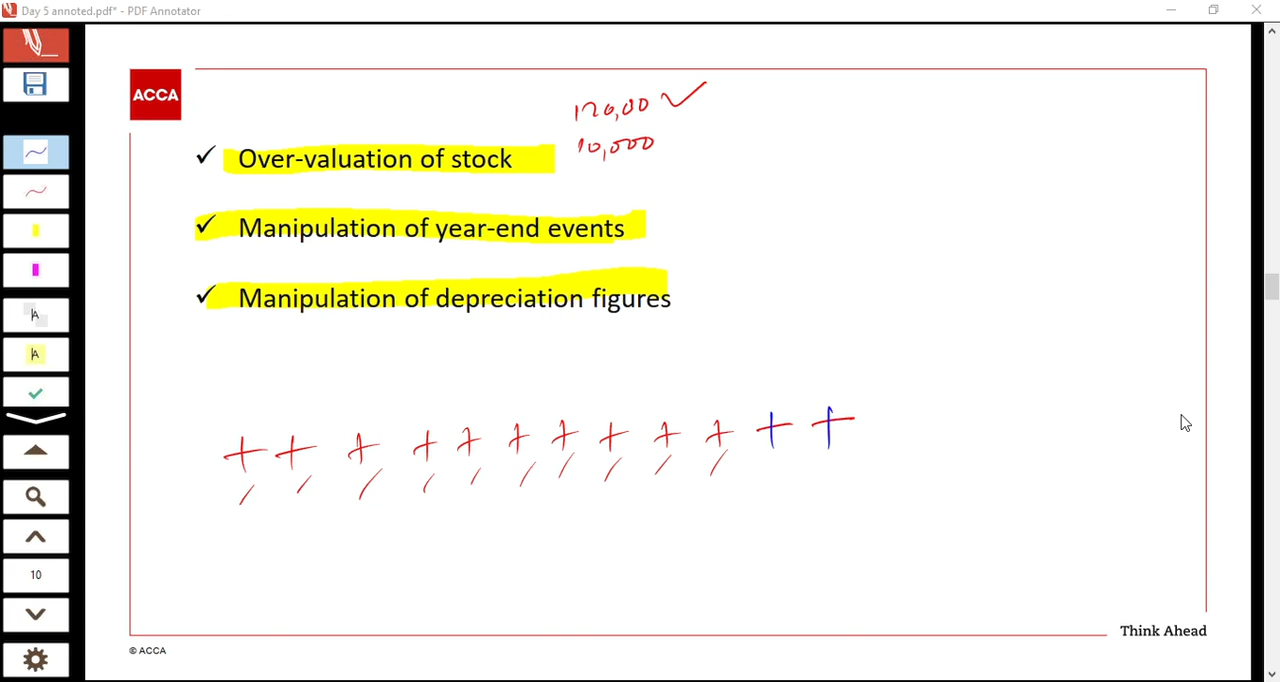 Day 5 annoted.pdf* - PDF Annotator
ACCA
120,00 ✓
10,000
✓ Over-valuation of stock
✓ Manipulation of year-end events
✓ Manipulation of depreciation figures
+ + + + + + + + + + + +
/ / / / / / / / / /
A
A
10
Think Ahead
© ACCA